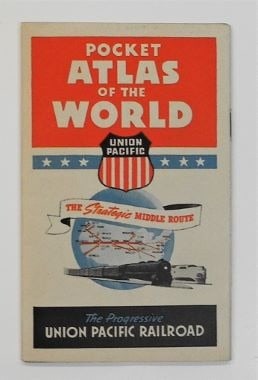 POCKET
ATLAS
OF THE
WORLD
UNION
PACIFIC
THE Strategic MIDDLE ROUTE
The Progressive
UNION PACIFIC RAILROAD